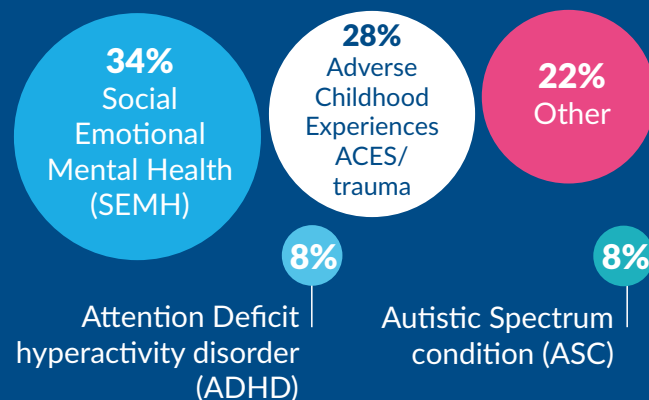 34%
Social
Emotional
Mental Health
(SEMH)
28%
Adverse
Childhood
Experiences
ACES/
trauma
22%
Other
8%
Attention Deficit
hyperactivity disorder
(ADHD)
8%
Autistic Spectrum
condition (ASC)